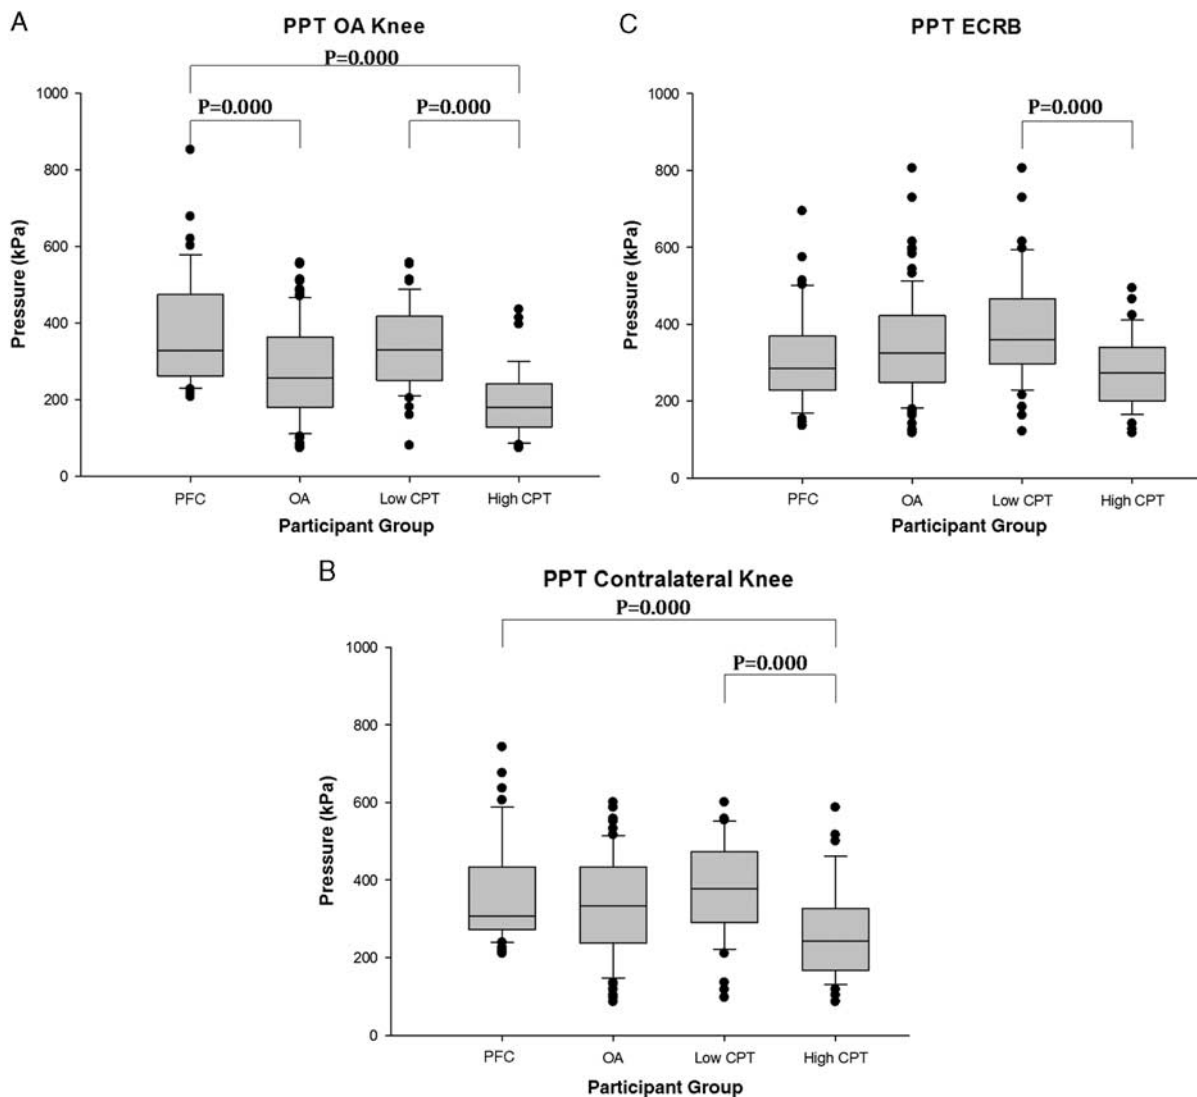 A
PPT OA Knee
P=0.000
P=0.000
P=0.000
1000
800
600
400
200
0
Pressure (kPa)
PFC
OA
Low CPT
High CPT
Participant Group
C
PPT ECRB
P=0.000
1000
800
600
400
200
0
Pressure (kPa)
PFC
OA
Low CPT
High CPT
Participant Group
B
PPT Contralateral Knee
P=0.000
P=0.000
1000
800
600
400
200
0
Pressure (kPa)
PFC
OA
Low CPT
High CPT
Participant Group